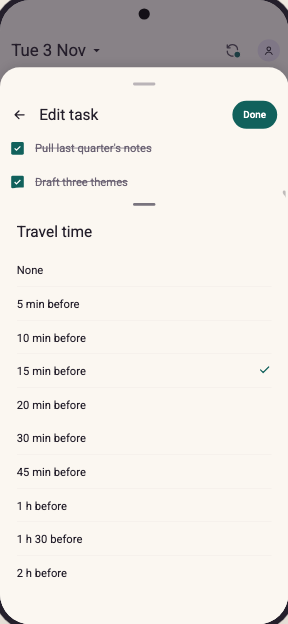 Tue 3 Nov
Edit task
Done
Pull last quarter's notes
Draft three themes
Travel time
None
5 min before
10 min before
15 min before
20 min before
30 min before
45 min before
1 h before
1 h 30 before
2 h before